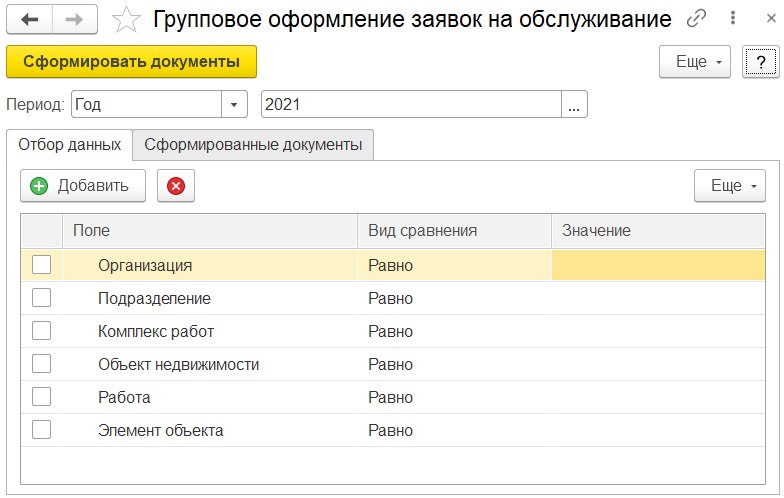 Групповое оформление заявок на обслуживание
Сформировать документы Еще ?
Период: Год 2021 ...
Отбор данных Сформированные документы
Добавить Еще
Поле Вид сравнения Значение
Организация Равно
Подразделение Равно
Комплекс работ Равно
Объект недвижимости Равно
Работа Равно
Элемент объекта Равно